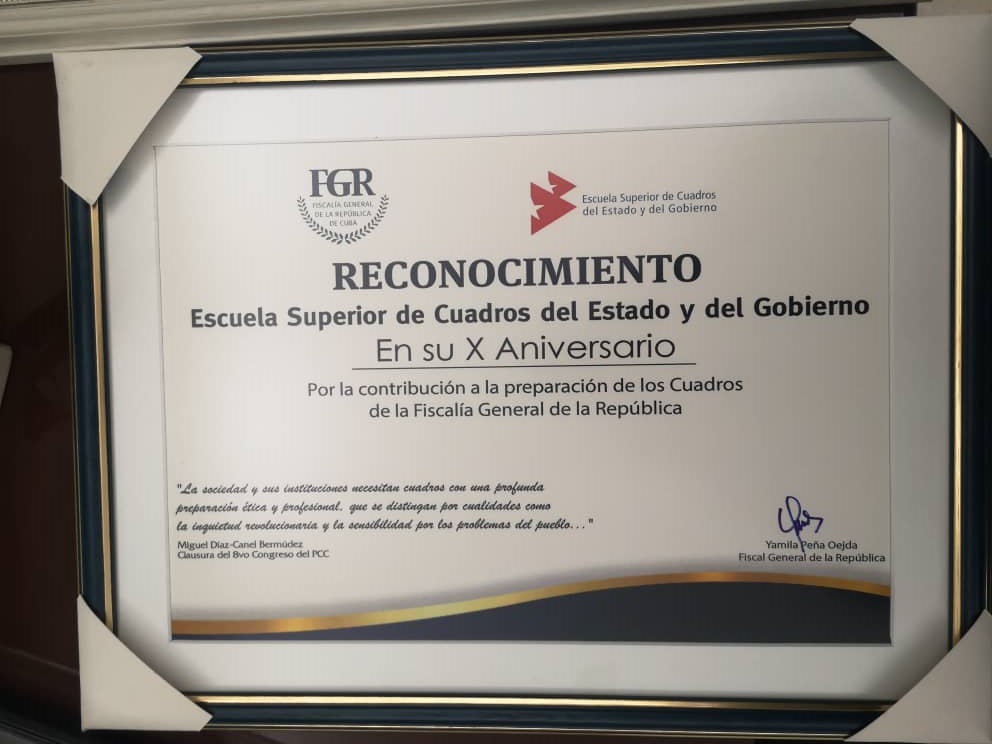 FGR
FISCALÍA GENERAL
DE LA REPÚBLICA
DE CUBA
Escuela Superior de Cuadros
del Estado y del Gobierno
RECONOCIMIENTO
Escuela Superior de Cuadros del Estado y del Gobierno
En su X Aniversario
Por la contribución a la preparación de los Cuadros
de la Fiscalía General de la República
"La sociedad y sus instituciones necesitan cuadros con una profunda
preparación ética y profesional, que se distingan por cualidades como
la inquietud revolucionaria y la sensibilidad por los problemas del pueblo..."
Miguel Díaz-Canel Bermúdez
Clausura del 8vo Congreso del PCC
Yamila Peña Oejda
Fiscal General de la República